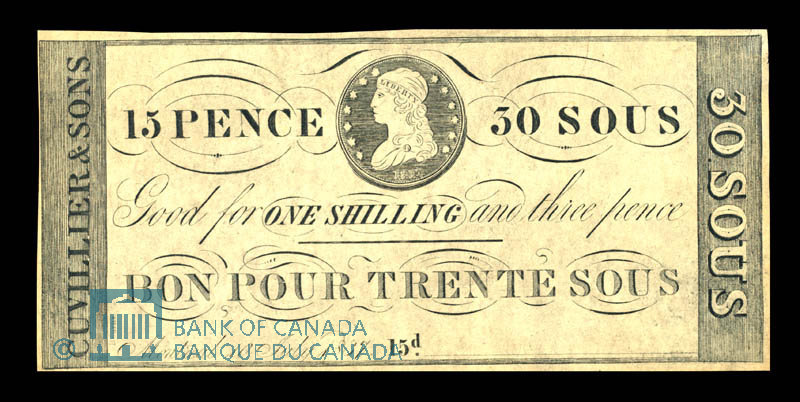 CUVILLIER & SONS
15 PENCE
LIBERTY
30 SOUS
Good for ONE SHILLING and three pence
BON POUR TRENTE SOUS
15d.
30 SOUS
© BANK OF CANADA
BANQUE DU CANADA